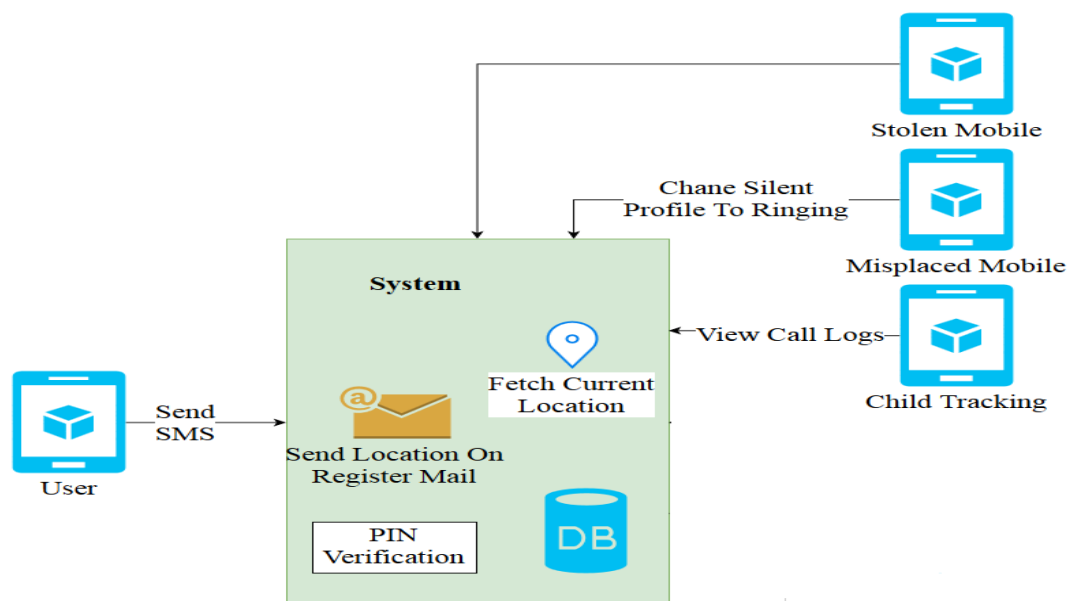 Stolen Mobile
Chane Silent
Profile To Ringing
Misplaced Mobile
System
View Call Logs
Fetch Current
Location
Child Tracking
@
Send
SMS
Send Location On
Register Mail
User
PIN
Verification
DB